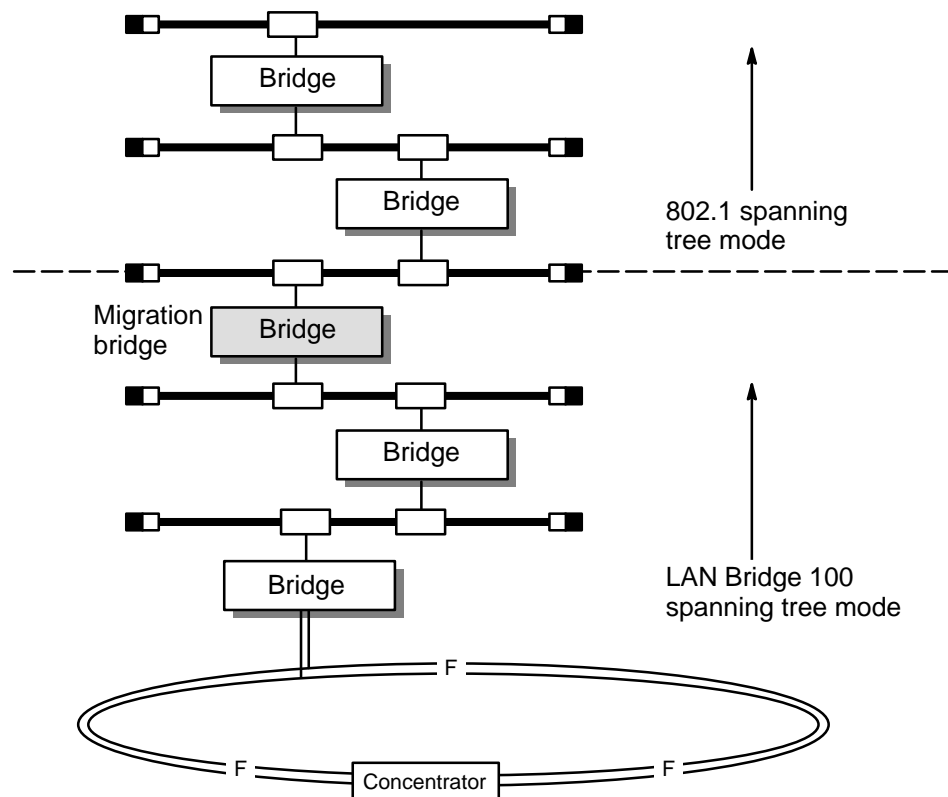 Bridge
Bridge
802.1 spanning
tree mode
Migration
bridge
Bridge
Bridge
Bridge
LAN Bridge 100
spanning tree mode
F
F
Concentrator
F